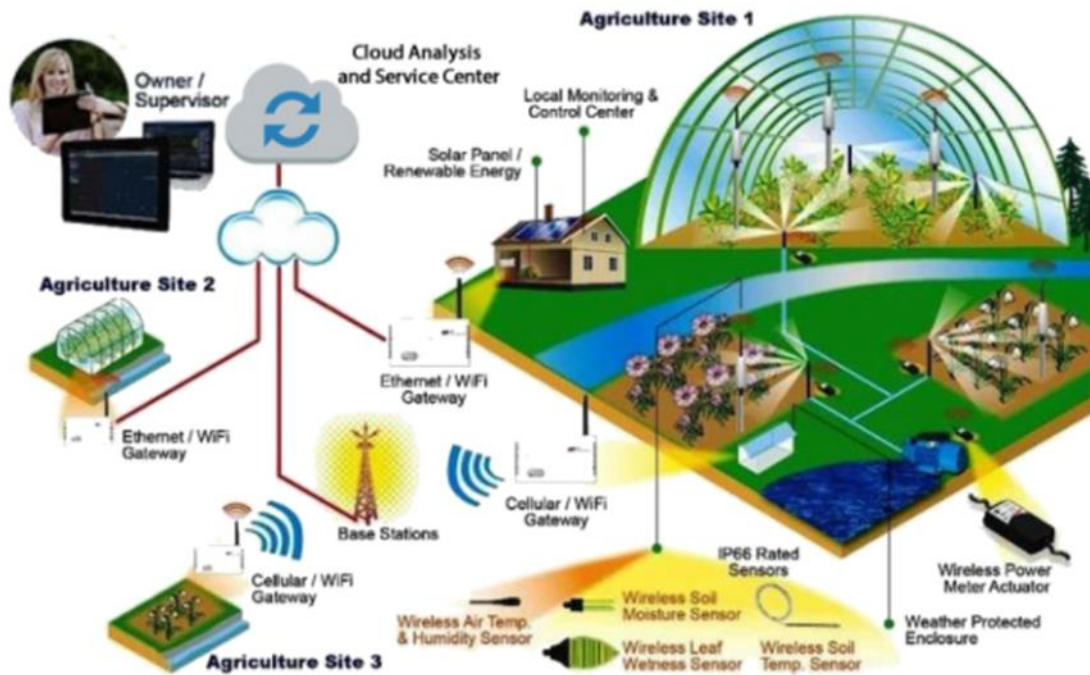 Agriculture Site 1
Cloud Analysis
and Service Center
Owner /
Supervisor
Local Monitoring &
Control Center
Solar Panel /
Renewable Energy
Agriculture Site 2
Ethernet / WiFi
Gateway
Ethernet / WiFi
Gateway
Base Stations
Cellular / WiFi
Gateway
Cellular / WiFi
Gateway
Agriculture Site 3
IP66 Rated
Sensors
Wireless Air Temp.
& Humidity Sensor
Wireless Soil
Moisture Sensor
Wireless Leaf
Wetness Sensor
Wireless Soil
Temp. Sensor
Wireless Power
Meter Actuator
Weather Protected
Enclosure